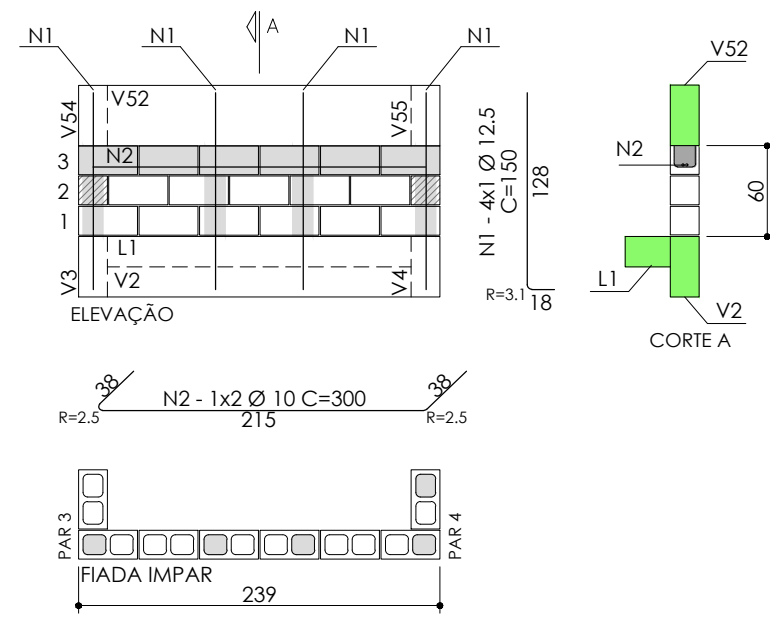 N1
N1
A
N1
N1
V52
V54
V52
V55
3
N2
2
1
L1
V3
V2
V4
ELEVAÇÃO
N1 - 4x1 Ø 12.5
C=150
128
R=3.1
18
N2
60
L1
V2
CORTE A
38
N2 - 1x2 Ø 10 C=300
38
R=2.5
215
R=2.5
PAR 3
PAR 4
FIADA IMPAR
239